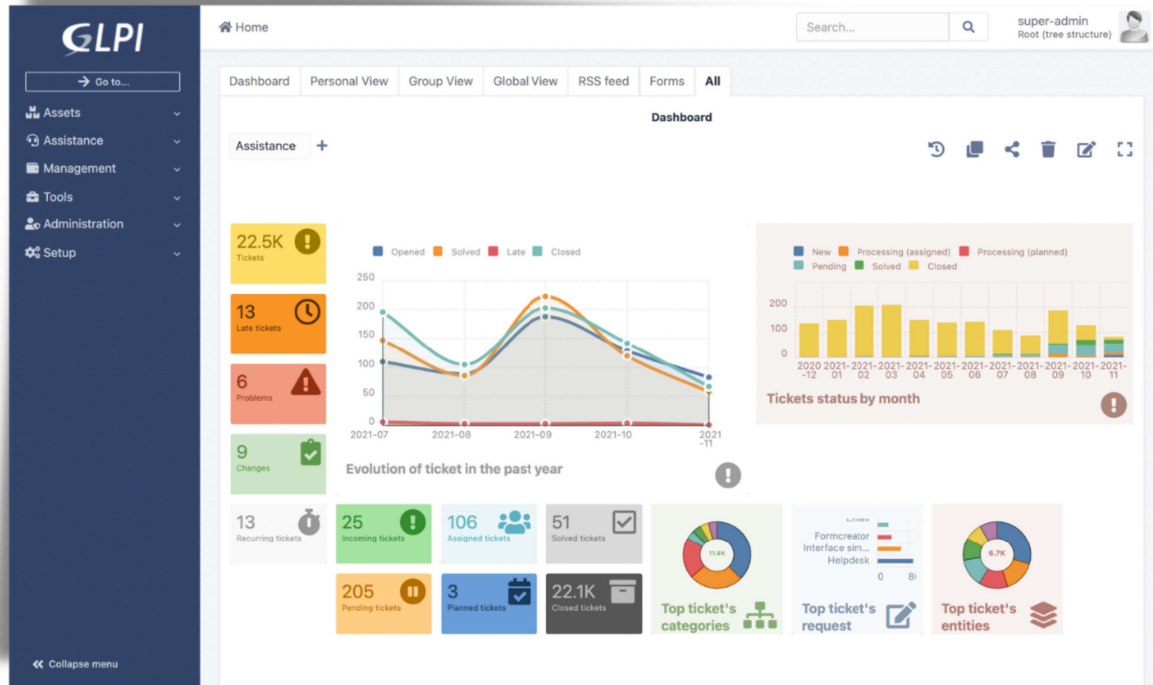 GLPI
Home
Search...
super-admin
Root (tree structure)
Go to...
Assets
Assistance
Management
Tools
Administration
Setup
Collapse menu
Dashboard Personal View Group View Global View RSS feed Forms All
Dashboard
Assistance +
22.5K
Tickets
13
Late tickets
6
Problems
9
Changes
Opened Solved Late Closed
250
200
150
100
50
0
2021-07 2021-08 2021-09 2021-10 2021
-11
Evolution of ticket in the past year
New Processing (assigned) Processing (planned)
Pending Solved Closed
200
100
0
2020 2021- 2021- 2021- 2021- 2021- 2021- 2021- 2021- 2021- 2021- 2021-
-12 01 02 03 04 05 06 07 08 09 10 11
Tickets status by month
13
Recurring tickets
25
Incoming tickets
106
Assigned tickets
51
Solved tickets
205
Pending tickets
3
Planned tickets
22.1K
Closed tickets
11.8K
Top ticket's
categories
Formcreator
Interface sim...
Helpdesk
0
Top ticket's
request
6.7K
Top ticket's
entities